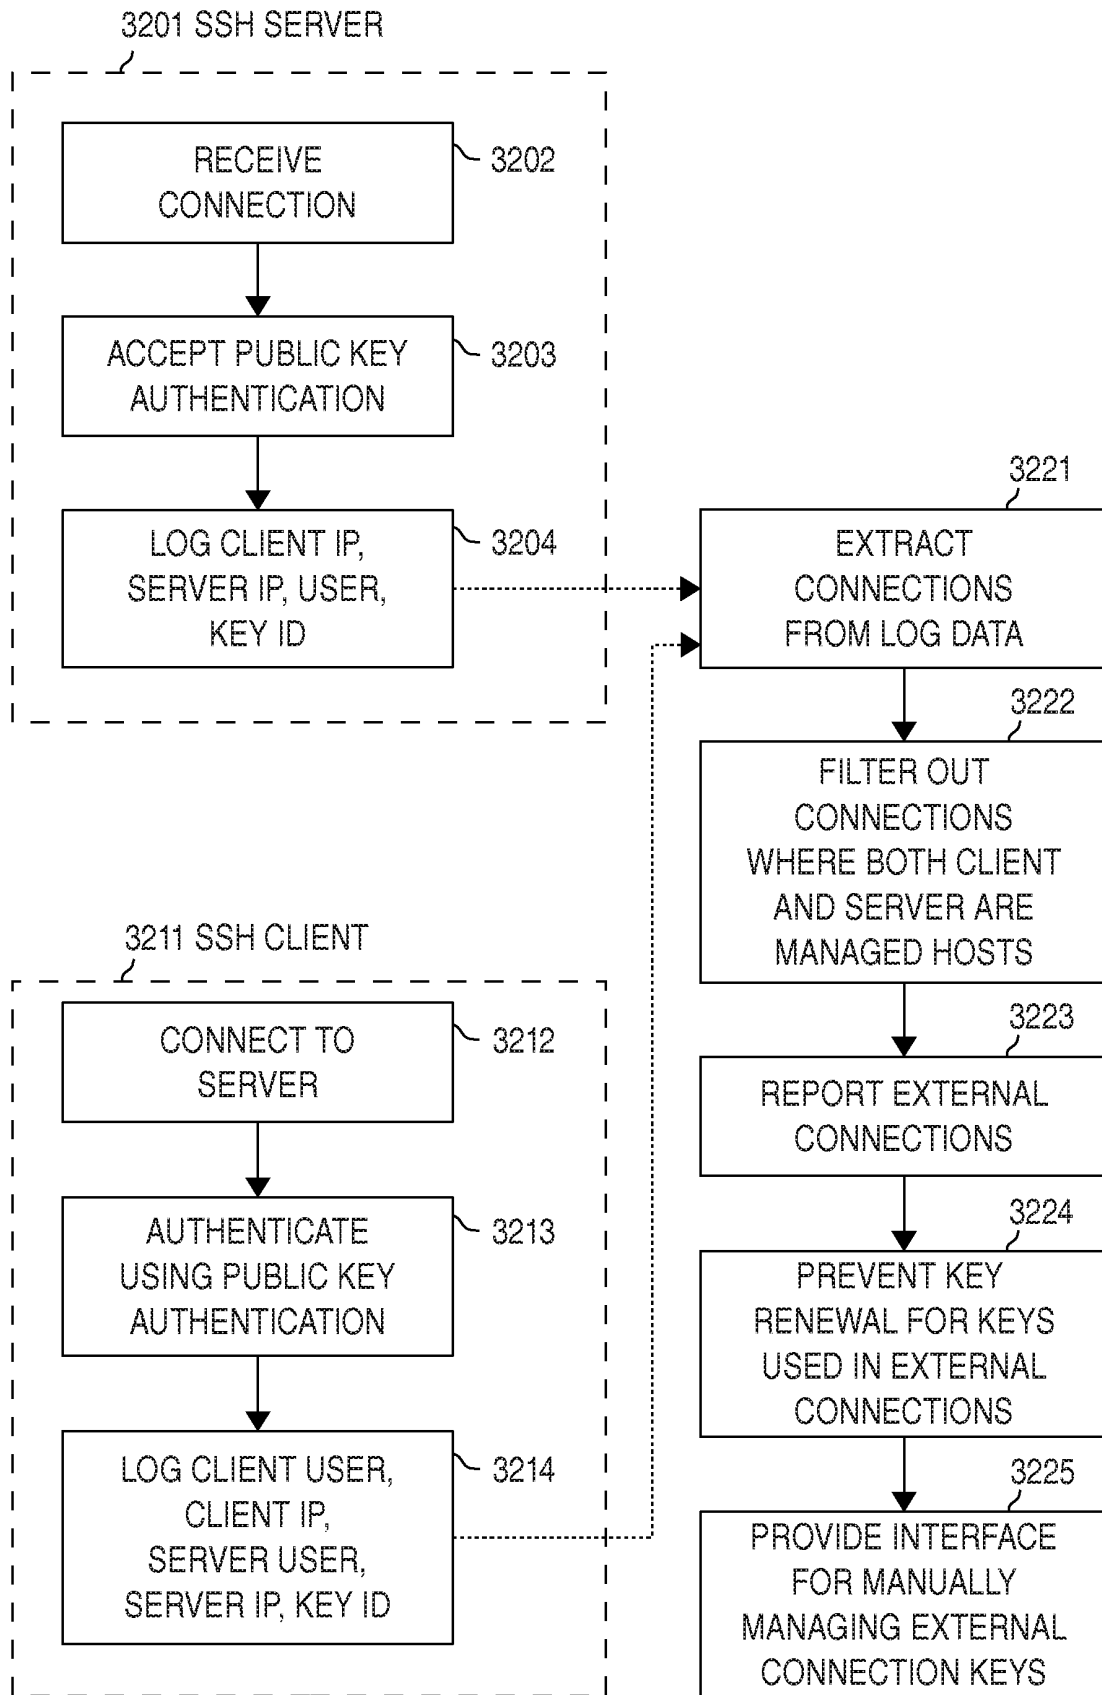 3201 SSH SERVER
RECEIVE
CONNECTION
3202
ACCEPT PUBLIC KEY
AUTHENTICATION
3203
LOG CLIENT IP,
SERVER IP, USER,
KEY ID
3204
3211 SSH CLIENT
CONNECT TO
SERVER
3212
AUTHENTICATE
USING PUBLIC KEY
AUTHENTICATION
3213
LOG CLIENT USER,
CLIENT IP,
SERVER USER,
SERVER IP, KEY ID
3214
3221
EXTRACT
CONNECTIONS
FROM LOG DATA
3222
FILTER OUT
CONNECTIONS
WHERE BOTH CLIENT
AND SERVER ARE
MANAGED HOSTS
3223
REPORT EXTERNAL
CONNECTIONS
3224
PREVENT KEY
RENEWAL FOR KEYS
USED IN EXTERNAL
CONNECTIONS
3225
PROVIDE INTERFACE
FOR MANUALLY
MANAGING EXTERNAL
CONNECTION KEYS